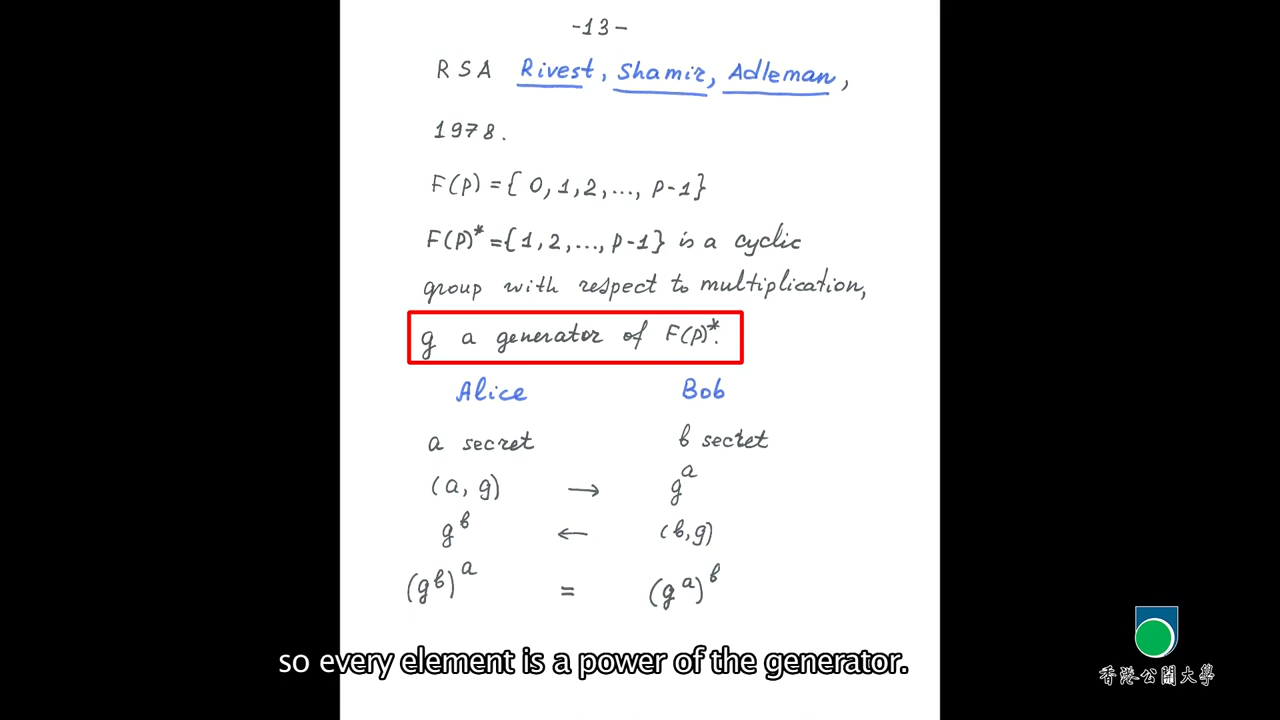 -13-
RSA Rivest, Shamir, Adleman,
1978.
F(p)={0,1,2,...,p-1}
F(p)*={1,2,...,p-1} is a cyclic
group with respect to multiplication,
g a generator of F(p)*.
Alice Bob
a secret b secret
(a, g) → g^a
g^b ← (b,g)
(g^b)^a = (g^a)^b
so every element is a power of the generator.
香港公開大學